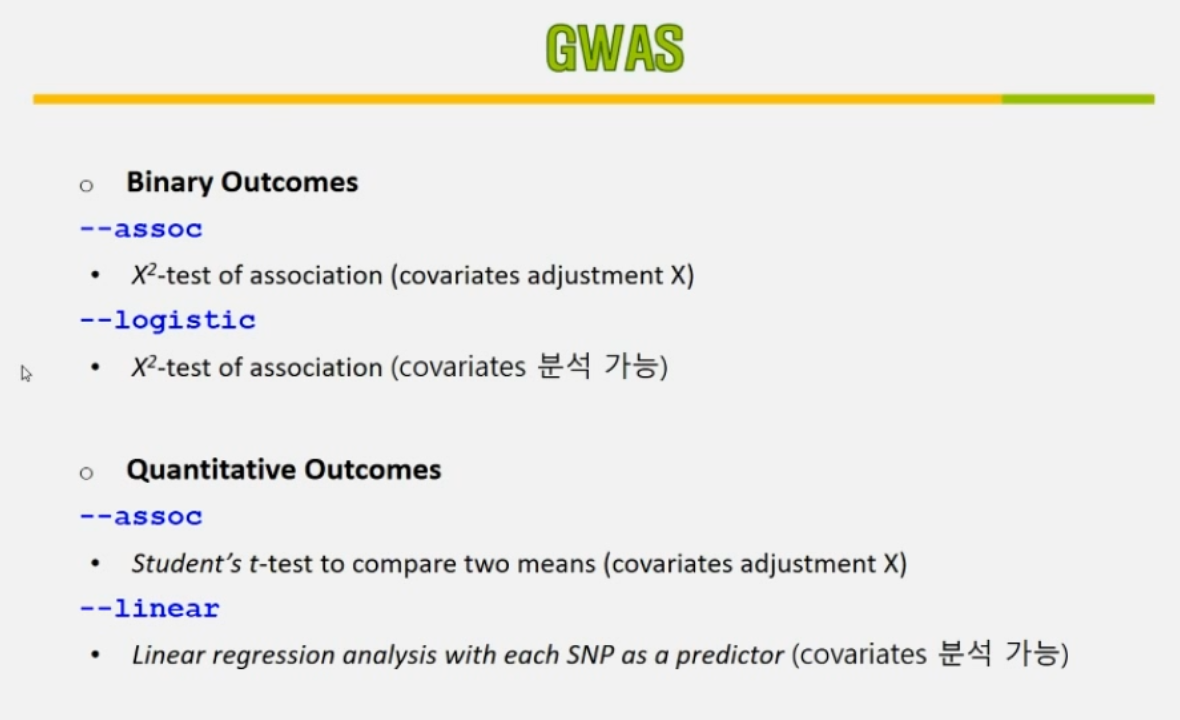 GWAS
○ Binary Outcomes
--assoc
• X²-test of association (covariates adjustment X)
--logistic
• X²-test of association (covariates 분석 가능)
○ Quantitative Outcomes
--assoc
• Student's t-test to compare two means (covariates adjustment X)
--linear
• Linear regression analysis with each SNP as a predictor (covariates 분석 가능)